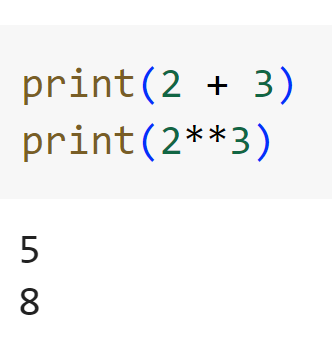 print(2 + 3)
print(2**3)
5
8